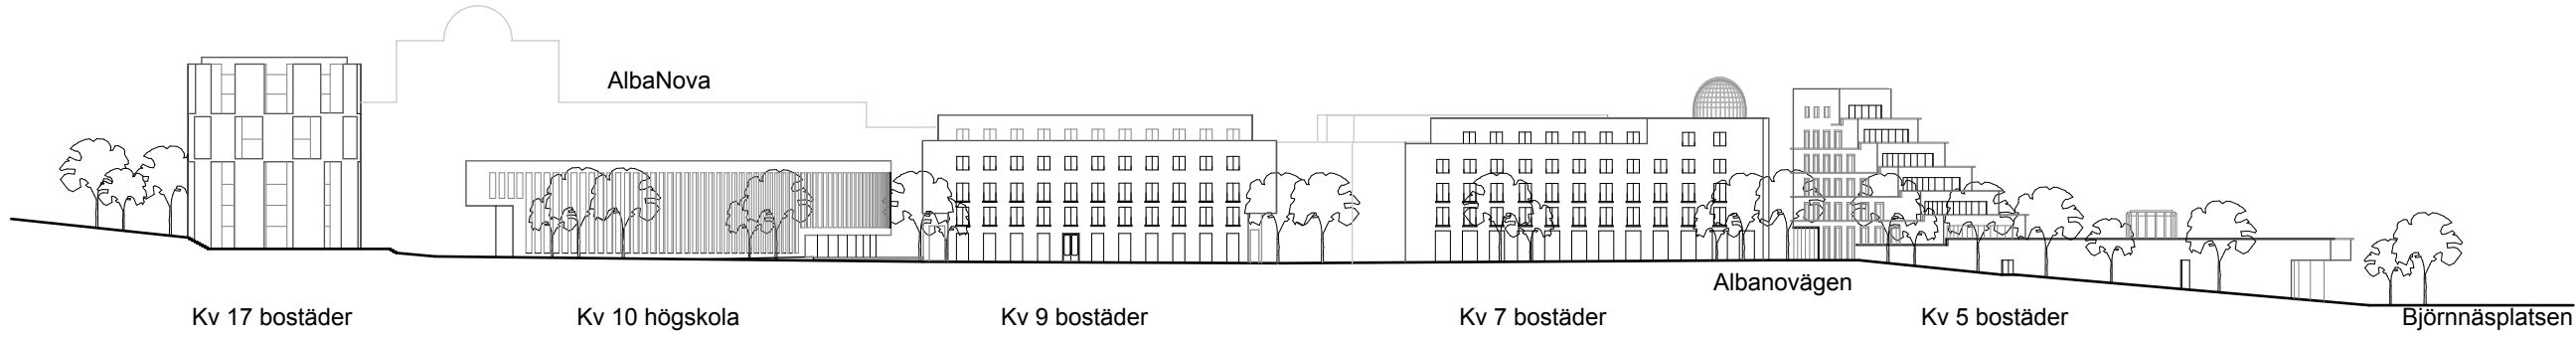 AlbaNova
Albanovägen
Kv 17 bostäder
Kv 10 högskola
Kv 9 bostäder
Kv 7 bostäder
Kv 5 bostäder
Björnnäsplatsen